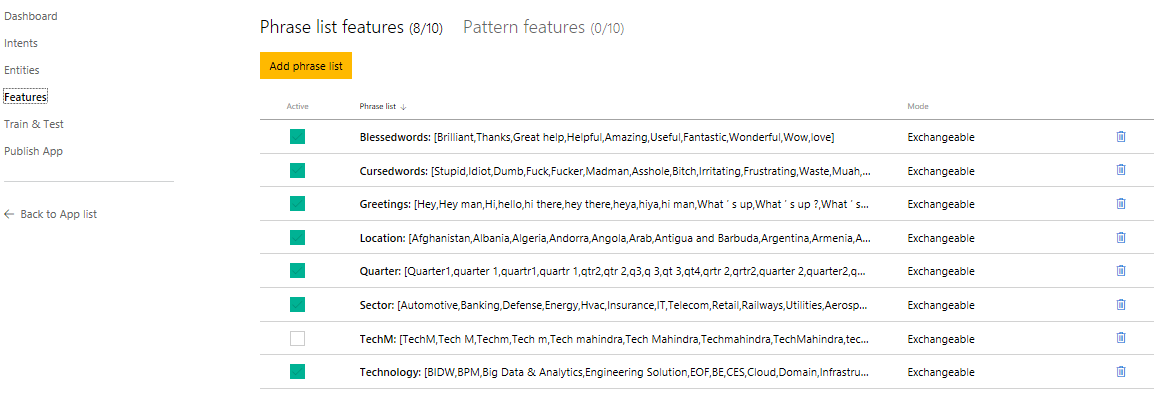 Dashboard
Intents
Entities
Features
Train & Test
Publish App
← Back to App list
Phrase list features (8/10) Pattern features (0/10)
Add phrase list
Active Phrase list ↓ Mode
Blessedwords: [Brilliant,Thanks,Great help,Helpful,Amazing,Useful,Fantastic,Wonderful,Wow,love] Exchangeable
Cursedwords: [Stupid,Idiot,Dumb,Fuck,Fucker,Madman,Asshole,Bitch,Irritating,Frustrating,Waste,Muah,... Exchangeable
Greetings: [Hey,Hey man,Hi,hello,hi there,hey there,heya,hiya,hi man,What ' s up,What ' s up ?,What ' s... Exchangeable
Location: [Afghanistan,Albania,Algeria,Andorra,Angola,Arab,Antigua and Barbuda,Argentina,Armenia,A... Exchangeable
Quarter: [Quarter1,quarter 1,quartr1,quartr 1,qtr2,qtr 2,q3,q 3,qt 3,qt4,qrtr 2,qrtr2,quarter 2,quarter2,q... Exchangeable
Sector: [Automotive,Banking,Defense,Energy,Hvac,Insurance,IT,Telecom,Retail,Railways,Utilities,Aerosp... Exchangeable
TechM: [TechM,Tech M,Techm,Tech m,Tech mahindra,Tech Mahindra,Techmahindra,TechMahindra,tec... Exchangeable
Technology: [BIDW,BPM,Big Data & Analytics,Engineering Solution,EOF,BE,CES,Cloud,Domain,Infrastru... Exchangeable